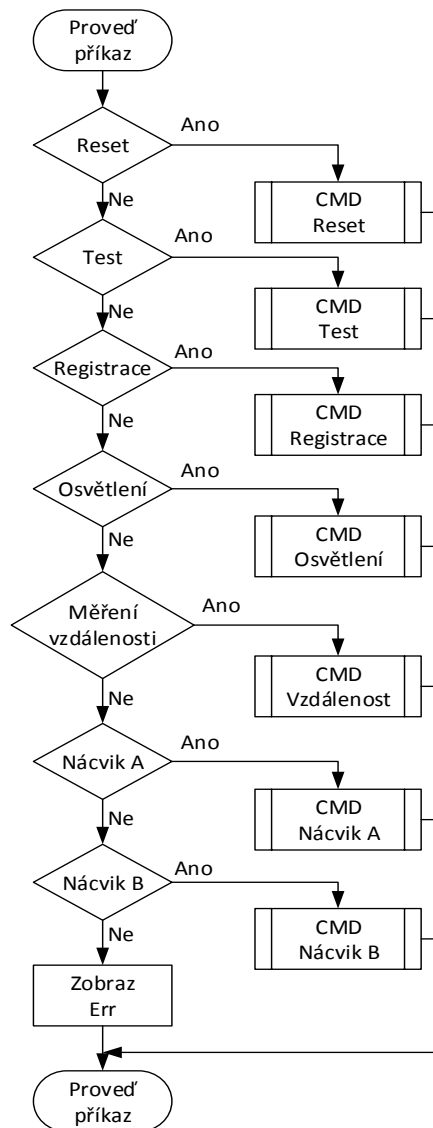 Proveď
příkaz
Ano
Reset
CMD
Reset
Ne
Ano
Test
CMD
Test
Ne
Ano
Registrace
CMD
Registrace
Ne
Ano
Osvětlení
CMD
Osvětlení
Ne
Ano
Měření
vzdálenosti
CMD
Vzdálenost
Ne
Ano
Nácvik A
CMD
Nácvik A
Ne
Ano
Nácvik B
CMD
Nácvik B
Ne
Zobraz
Err
Proveď
příkaz